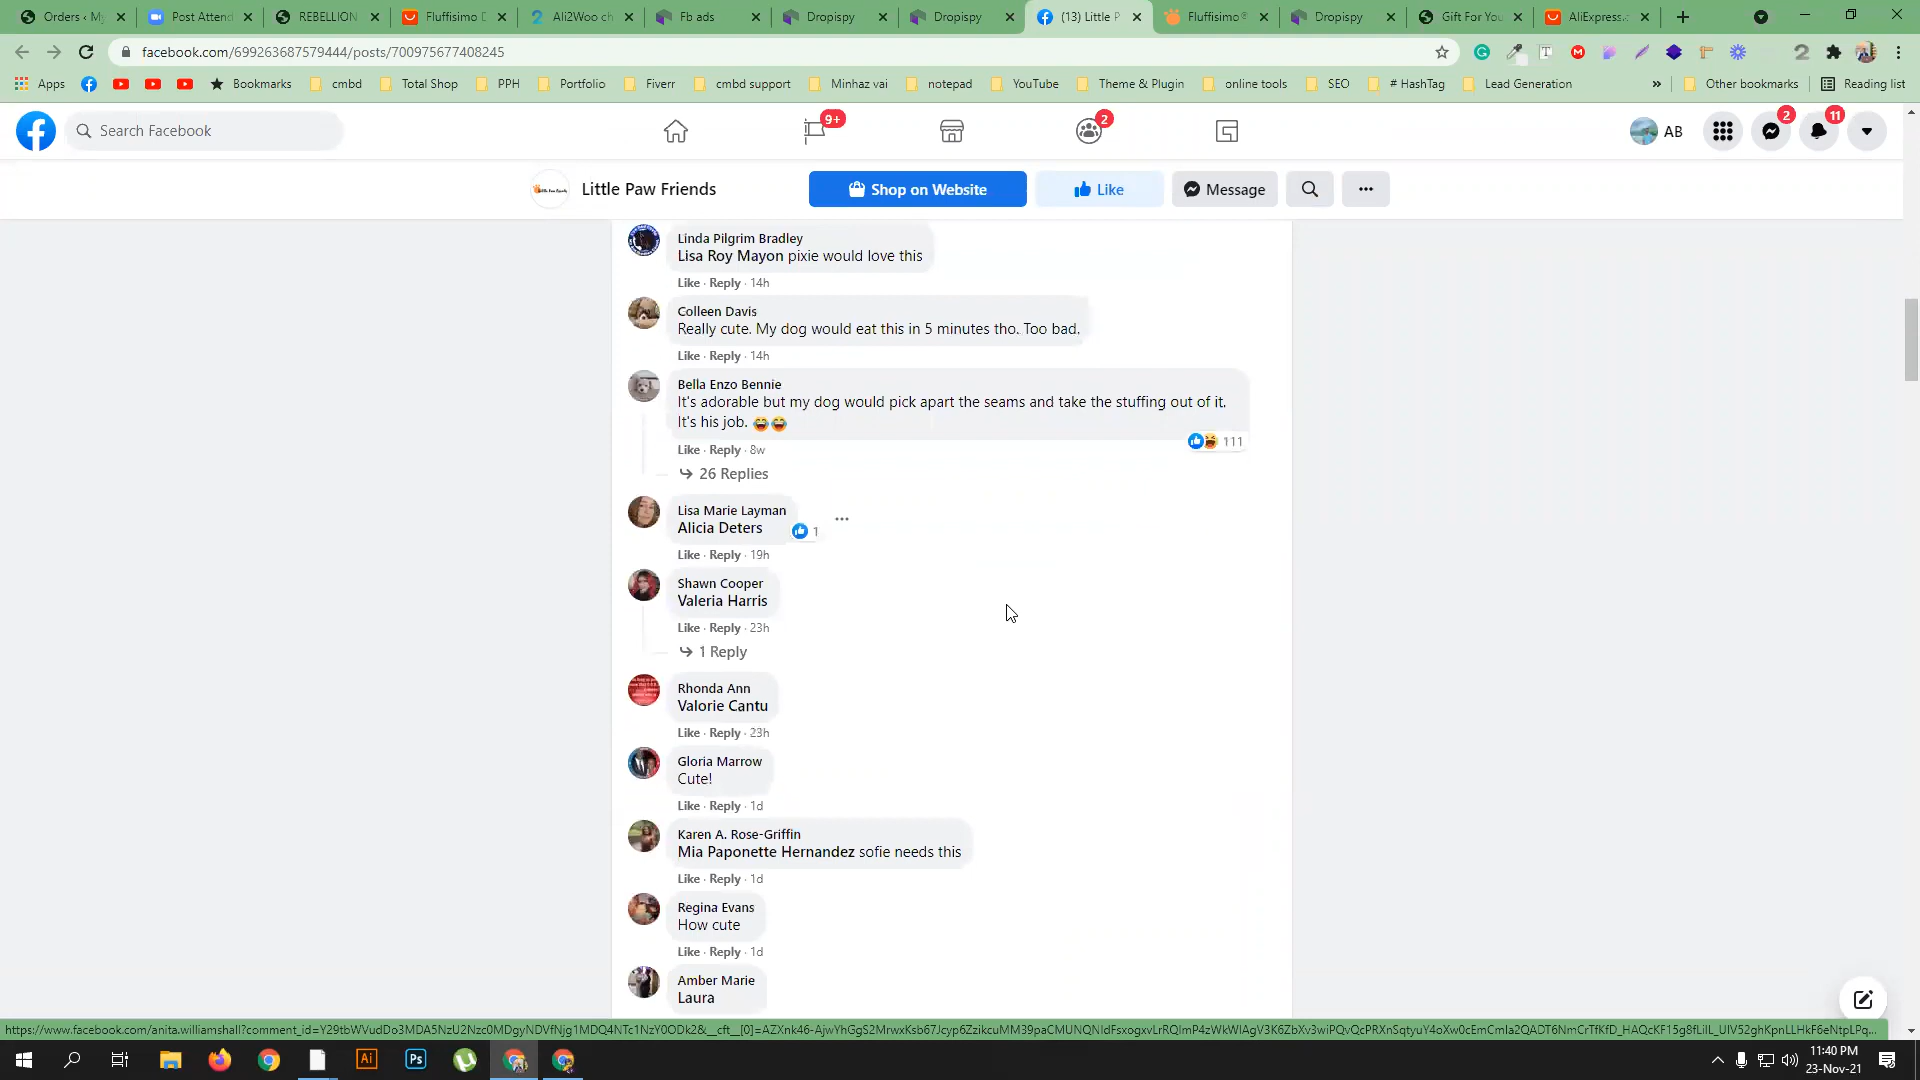 Orders ‹ My
Post Attend
REBELLION
Fluffisimo D
Ali2Woo ch
Fb ads
Dropispy
Dropispy
(13) Little P
Fluffisimo®
Dropispy
Gift For You
AliExpress.
facebook.com/699263687579444/posts/700975677408245
Apps
Bookmarks
cmbd
Total Shop
PPH
Portfolio
Fiverr
cmbd support
Minhaz vai
notepad
YouTube
Theme & Plugin
online tools
SEO
# HashTag
Lead Generation
»
Other bookmarks
Reading list
Search Facebook
9+
2
AB
2
11
Little Paw Friends
Shop on Website
Like
Message
Linda Pilgrim Bradley
Lisa Roy Mayon pixie would love this
Like · Reply · 14h
Colleen Davis
Really cute. My dog would eat this in 5 minutes tho. Too bad.
Like · Reply · 14h
Bella Enzo Bennie
It's adorable but my dog would pick apart the seams and take the stuffing out of it.
It's his job. 😂😂
111
Like · Reply · 8w
26 Replies
Lisa Marie Layman
Alicia Deters
1
Like · Reply · 19h
Shawn Cooper
Valeria Harris
Like · Reply · 23h
1 Reply
Rhonda Ann
Valorie Cantu
Like · Reply · 23h
Gloria Marrow
Cute!
Like · Reply · 1d
Karen A. Rose-Griffin
Mia Paponette Hernandez sofie needs this
Like · Reply · 1d
Regina Evans
How cute
Like · Reply · 1d
Amber Marie
Laura
Ai
Ps
11:40 PM
23-Nov-21